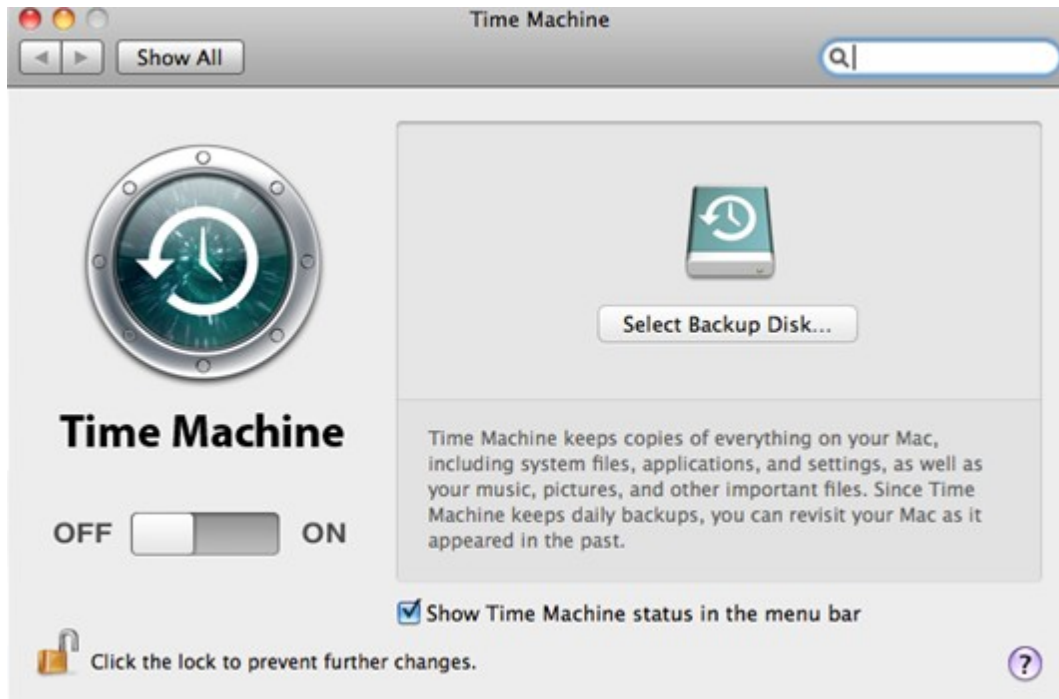 Time Machine
Show All
Select Backup Disk...
Time Machine
Time Machine keeps copies of everything on your Mac,
including system files, applications, and settings, as well as
your music, pictures, and other important files. Since Time
Machine keeps daily backups, you can revisit your Mac as it
appeared in the past.
OFF ON
Show Time Machine status in the menu bar
Click the lock to prevent further changes.
?